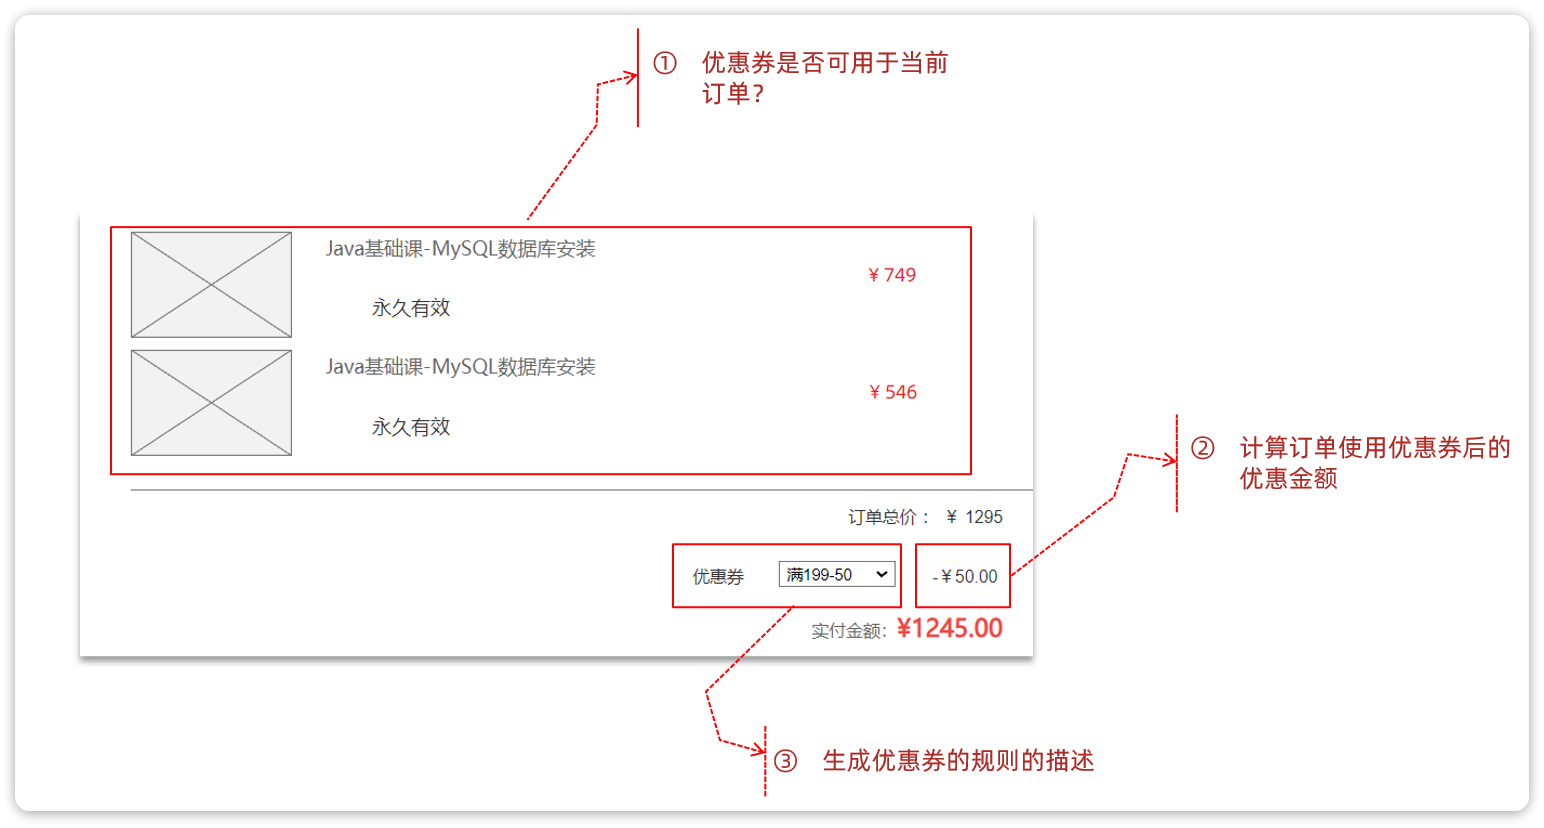 ① 优惠券是否可用于当前
订单?
Java基础课-MySQL数据库安装
¥ 749
永久有效
Java基础课-MySQL数据库安装
¥ 546
永久有效
② 计算订单使用优惠券后的
优惠金额
订单总价： ¥ 1295
优惠券 满199-50 -¥50.00
实付金额: ¥1245.00
③ 生成优惠券的规则的描述